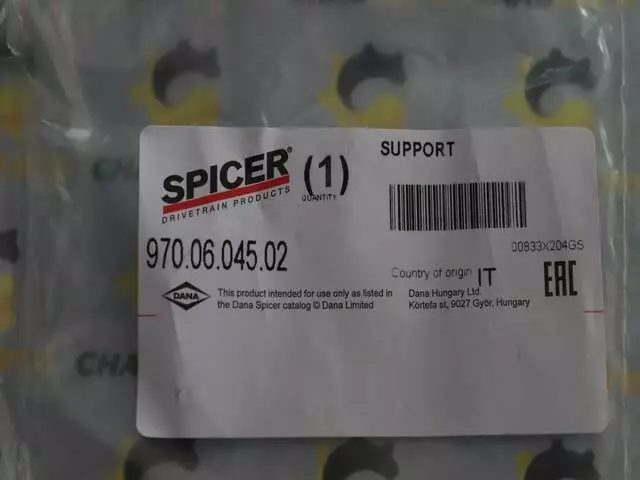 SPICER®
DRIVETRAIN PRODUCTS
(1)
QUANTITY
SUPPORT
00833X204GS
970.06.045.02
Country of origin IT
EAC
DANA
This product intended for use only as listed in
the Dana Spicer catalog © Dana Limited
Dana Hungary Ltd.
Körtefa st, 9027 Győr, Hungary